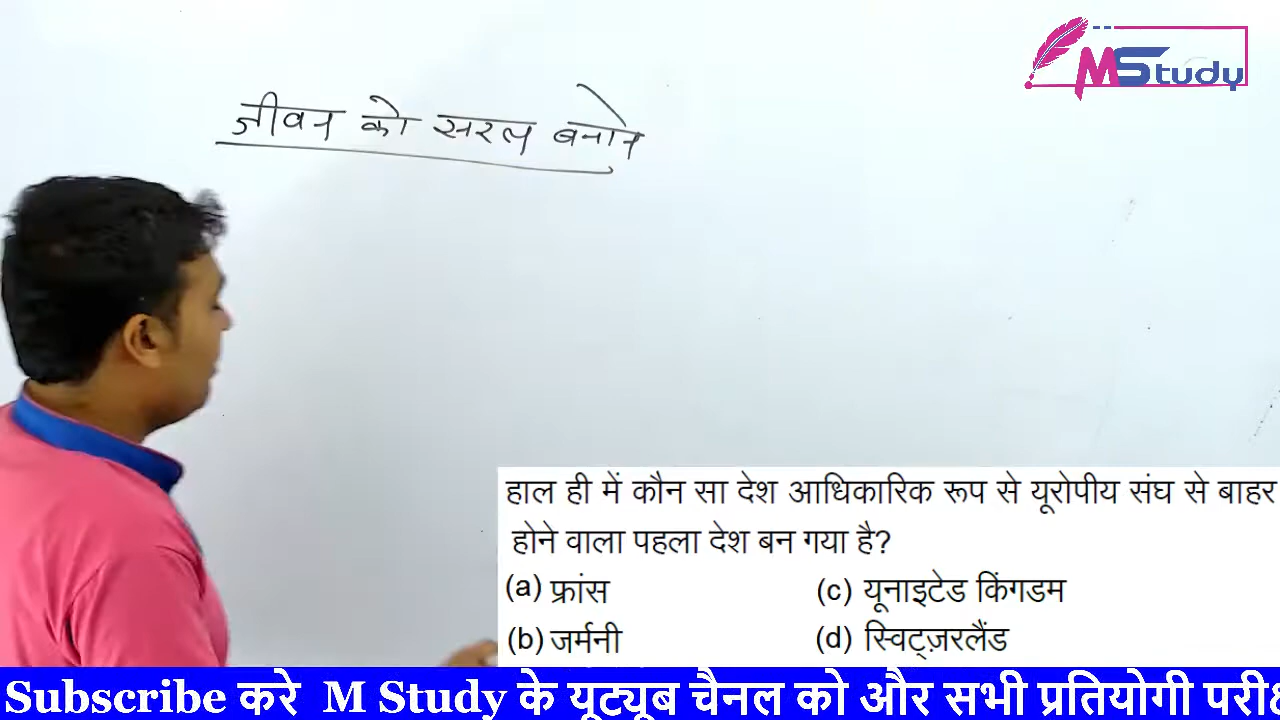 MStudy
जीवन को सरल
हाल ही में कौन सा देश आधिकारिक रूप से यूरोपीय संघ से बाहर
होने वाला पहला देश बन गया है?
(a) फ्रांस (c) यूनाइटेड किंगडम
(b) जर्मनी (d) स्विट्ज़रलैंड
Subscribe करे M Study के यूट्यूब चैनल को और सभी प्रतियोगी